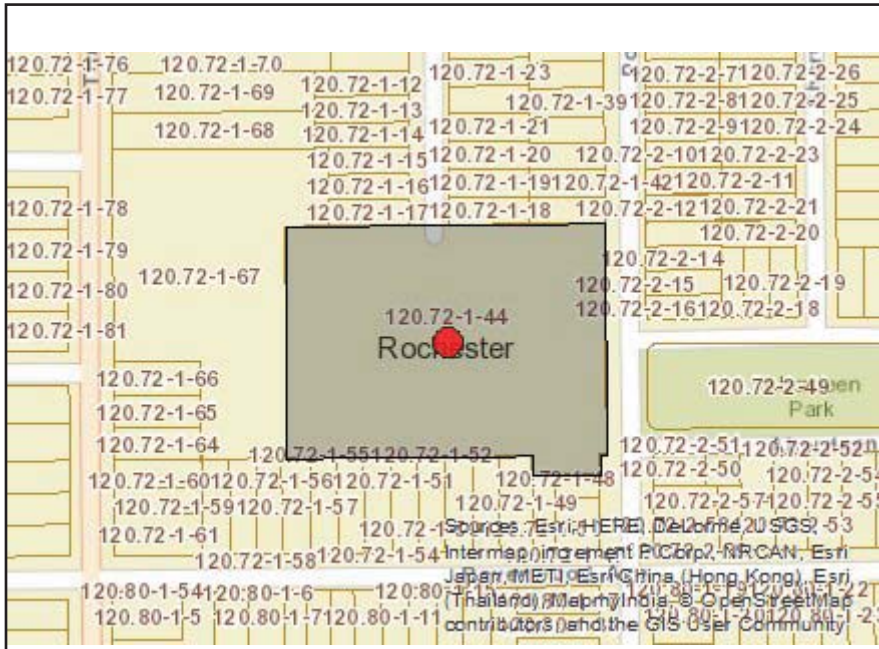 120.72-1-76 120.72-1-70 120.72-1-23 120.72-2-7 120.72-2-26
120.72-1-77 120.72-1-69 120.72-1-12 120.72-1-39 120.72-2-8 120.72-2-25
120.72-1-13
120.72-1-68 120.72-1-14 120.72-1-21 120.72-2-9 120.72-2-24
120.72-1-15 120.72-1-20 120.72-2-10 120.72-2-23
120.72-1-16 120.72-1-19 120.72-1-42 120.72-2-11
120.72-1-78 120.72-1-17 120.72-1-18 120.72-2-12 120.72-2-21
120.72-2-20
120.72-1-79 120.72-2-14
120.72-1-67 120.72-2-15 120.72-2-19
120.72-1-80 120.72-2-16 120.72-2-18
120.72-1-81 120.72-1-44
Rochester
120.72-1-66 120.72-2-49
120.72-1-65 Park
120.72-1-64 120.72-1-55 120.72-1-52 120.72-2-51 120.72-2-52
120.72-1-60 120.72-1-56 120.72-1-51 120.72-1-48 120.72-2-50
120.72-1-59 120.72-1-57 120.72-1-49 120.72-2-57
120.72-1-61
120.72-1-58 120.72-1-54
120.80-1-54 120.80-1-6
120.80-1-5 120.80-1-7 120.80-1-11
Sources: Esri, HERE, DeLorme, USGS,
Intermap, increment P Corp., NRCAN, Esri
Japan, METI, Esri China (Hong Kong), Esri
(Thailand), MapmyIndia, © OpenStreetMap
contributors, and the GIS User Community